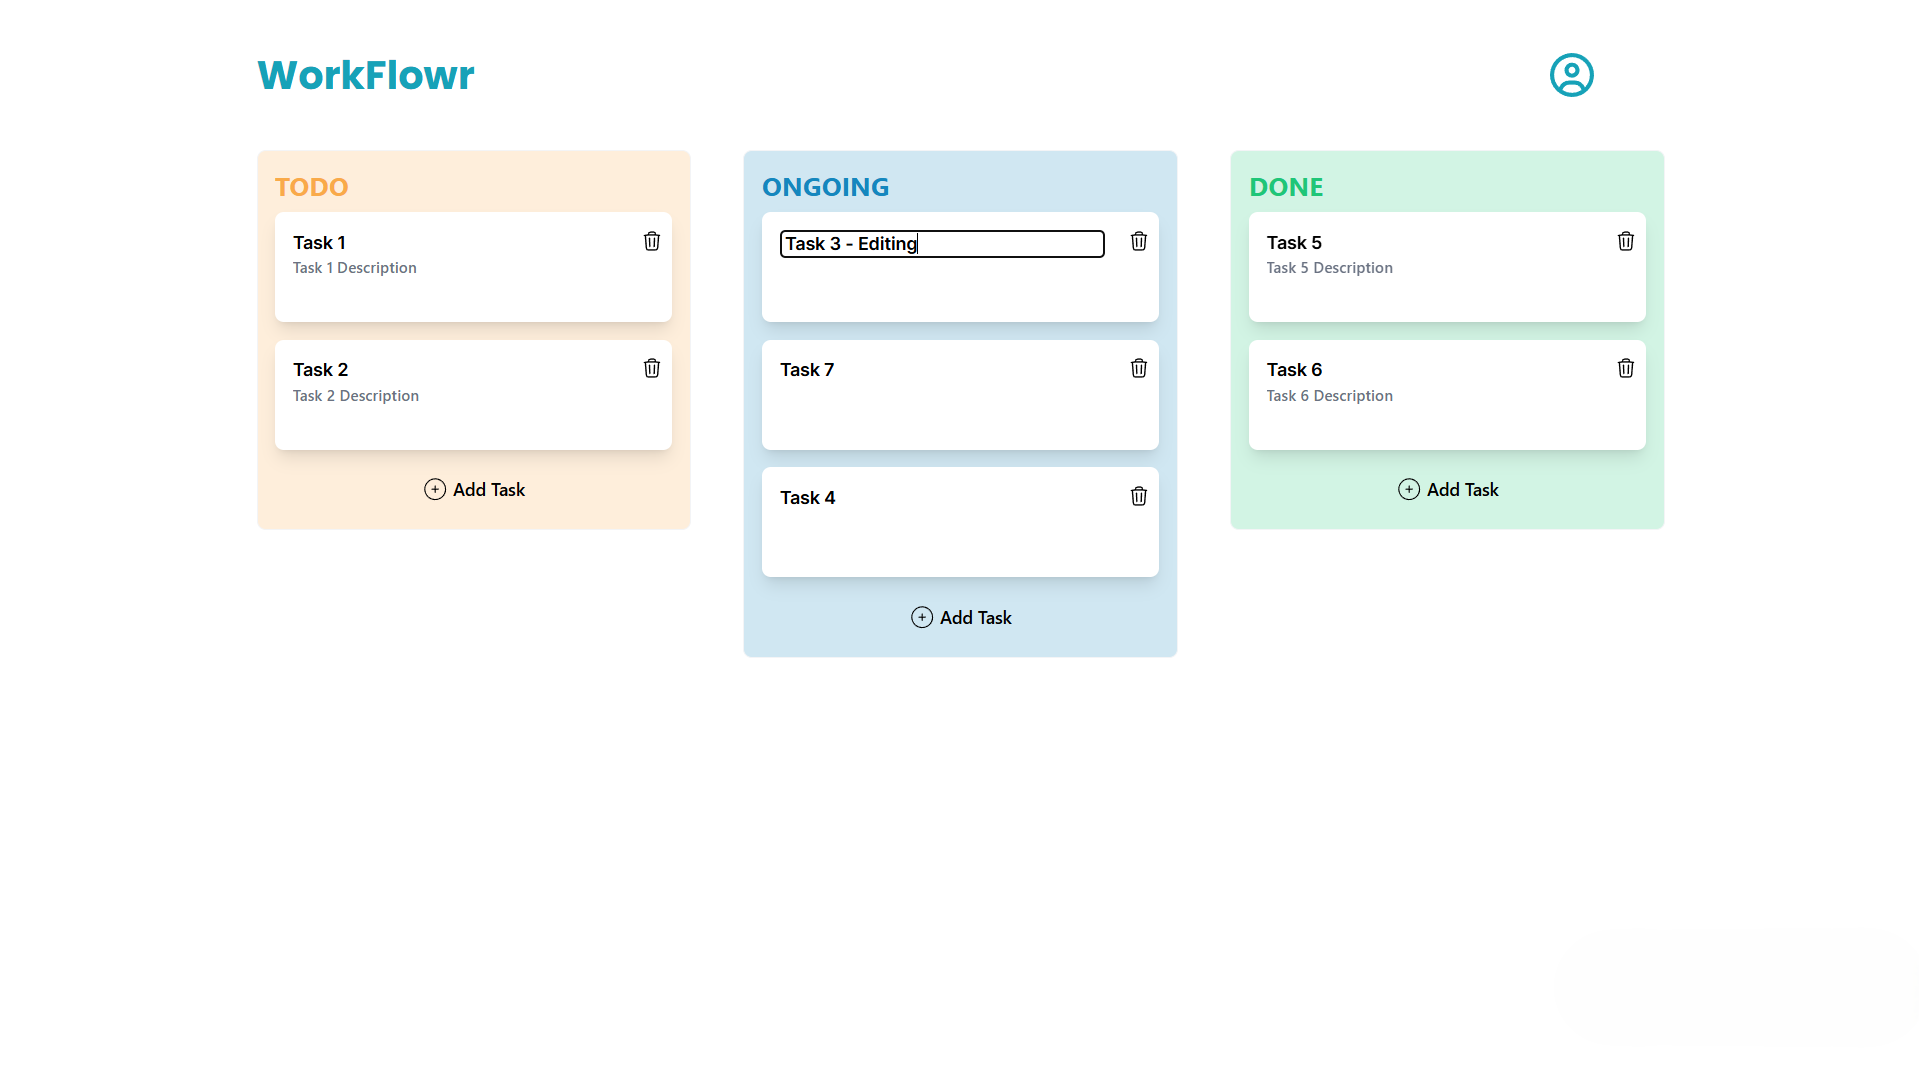 WorkFlowr
TODO
Task 1
Task 1 Description
Task 2
Task 2 Description
Add Task
ONGOING
Task 3 - Editing
Task 7
Task 4
Add Task
DONE
Task 5
Task 5 Description
Task 6
Task 6 Description
Add Task